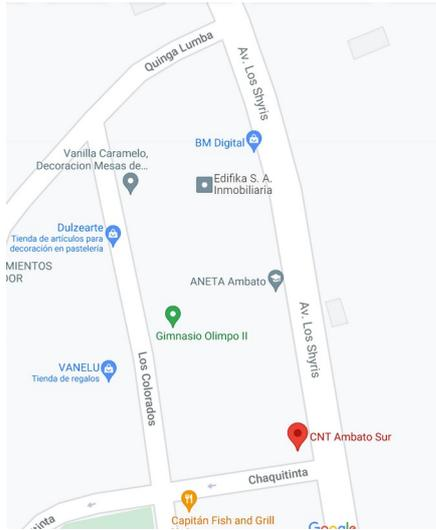 Quinga Lumba
Av. Los Shyris
BM Digital
Vanilla Caramelo,
Decoracion Mesas de...
Edifika S. A.
Inmobiliaria
Dulzearte
Tienda de artículos para
decoración en pastelería
MIENTOS
DOR
ANETA Ambato
Av. Los Shyris
Gimnasio Olimpo II
Los Colorados
VANELU
Tienda de regalos
CNT Ambato Sur
Chaquitinta
Capitán Fish and Grill
inta
Google